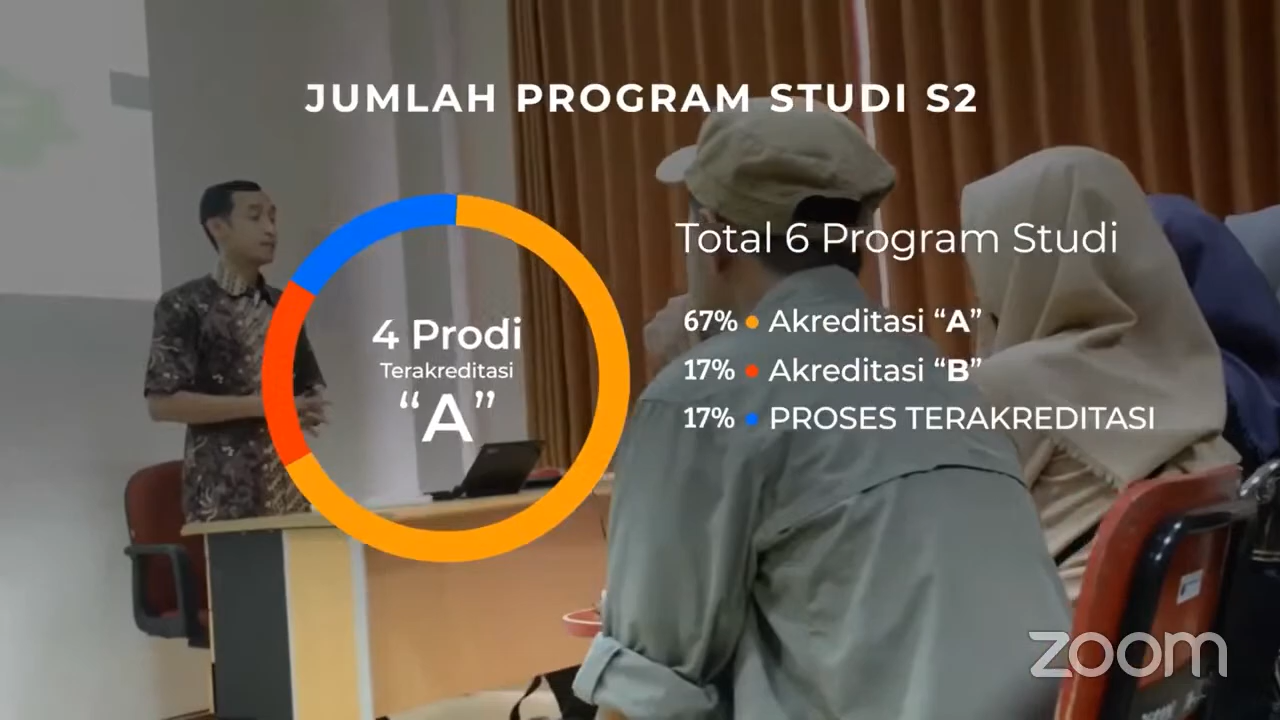 JUMLAH PROGRAM STUDI S2
4 Prodi
Terakreditasi
“A”
Total 6 Program Studi
67% Akreditasi “A”
17% Akreditasi “B”
17% PROSES TERAKREDITASI
zoom